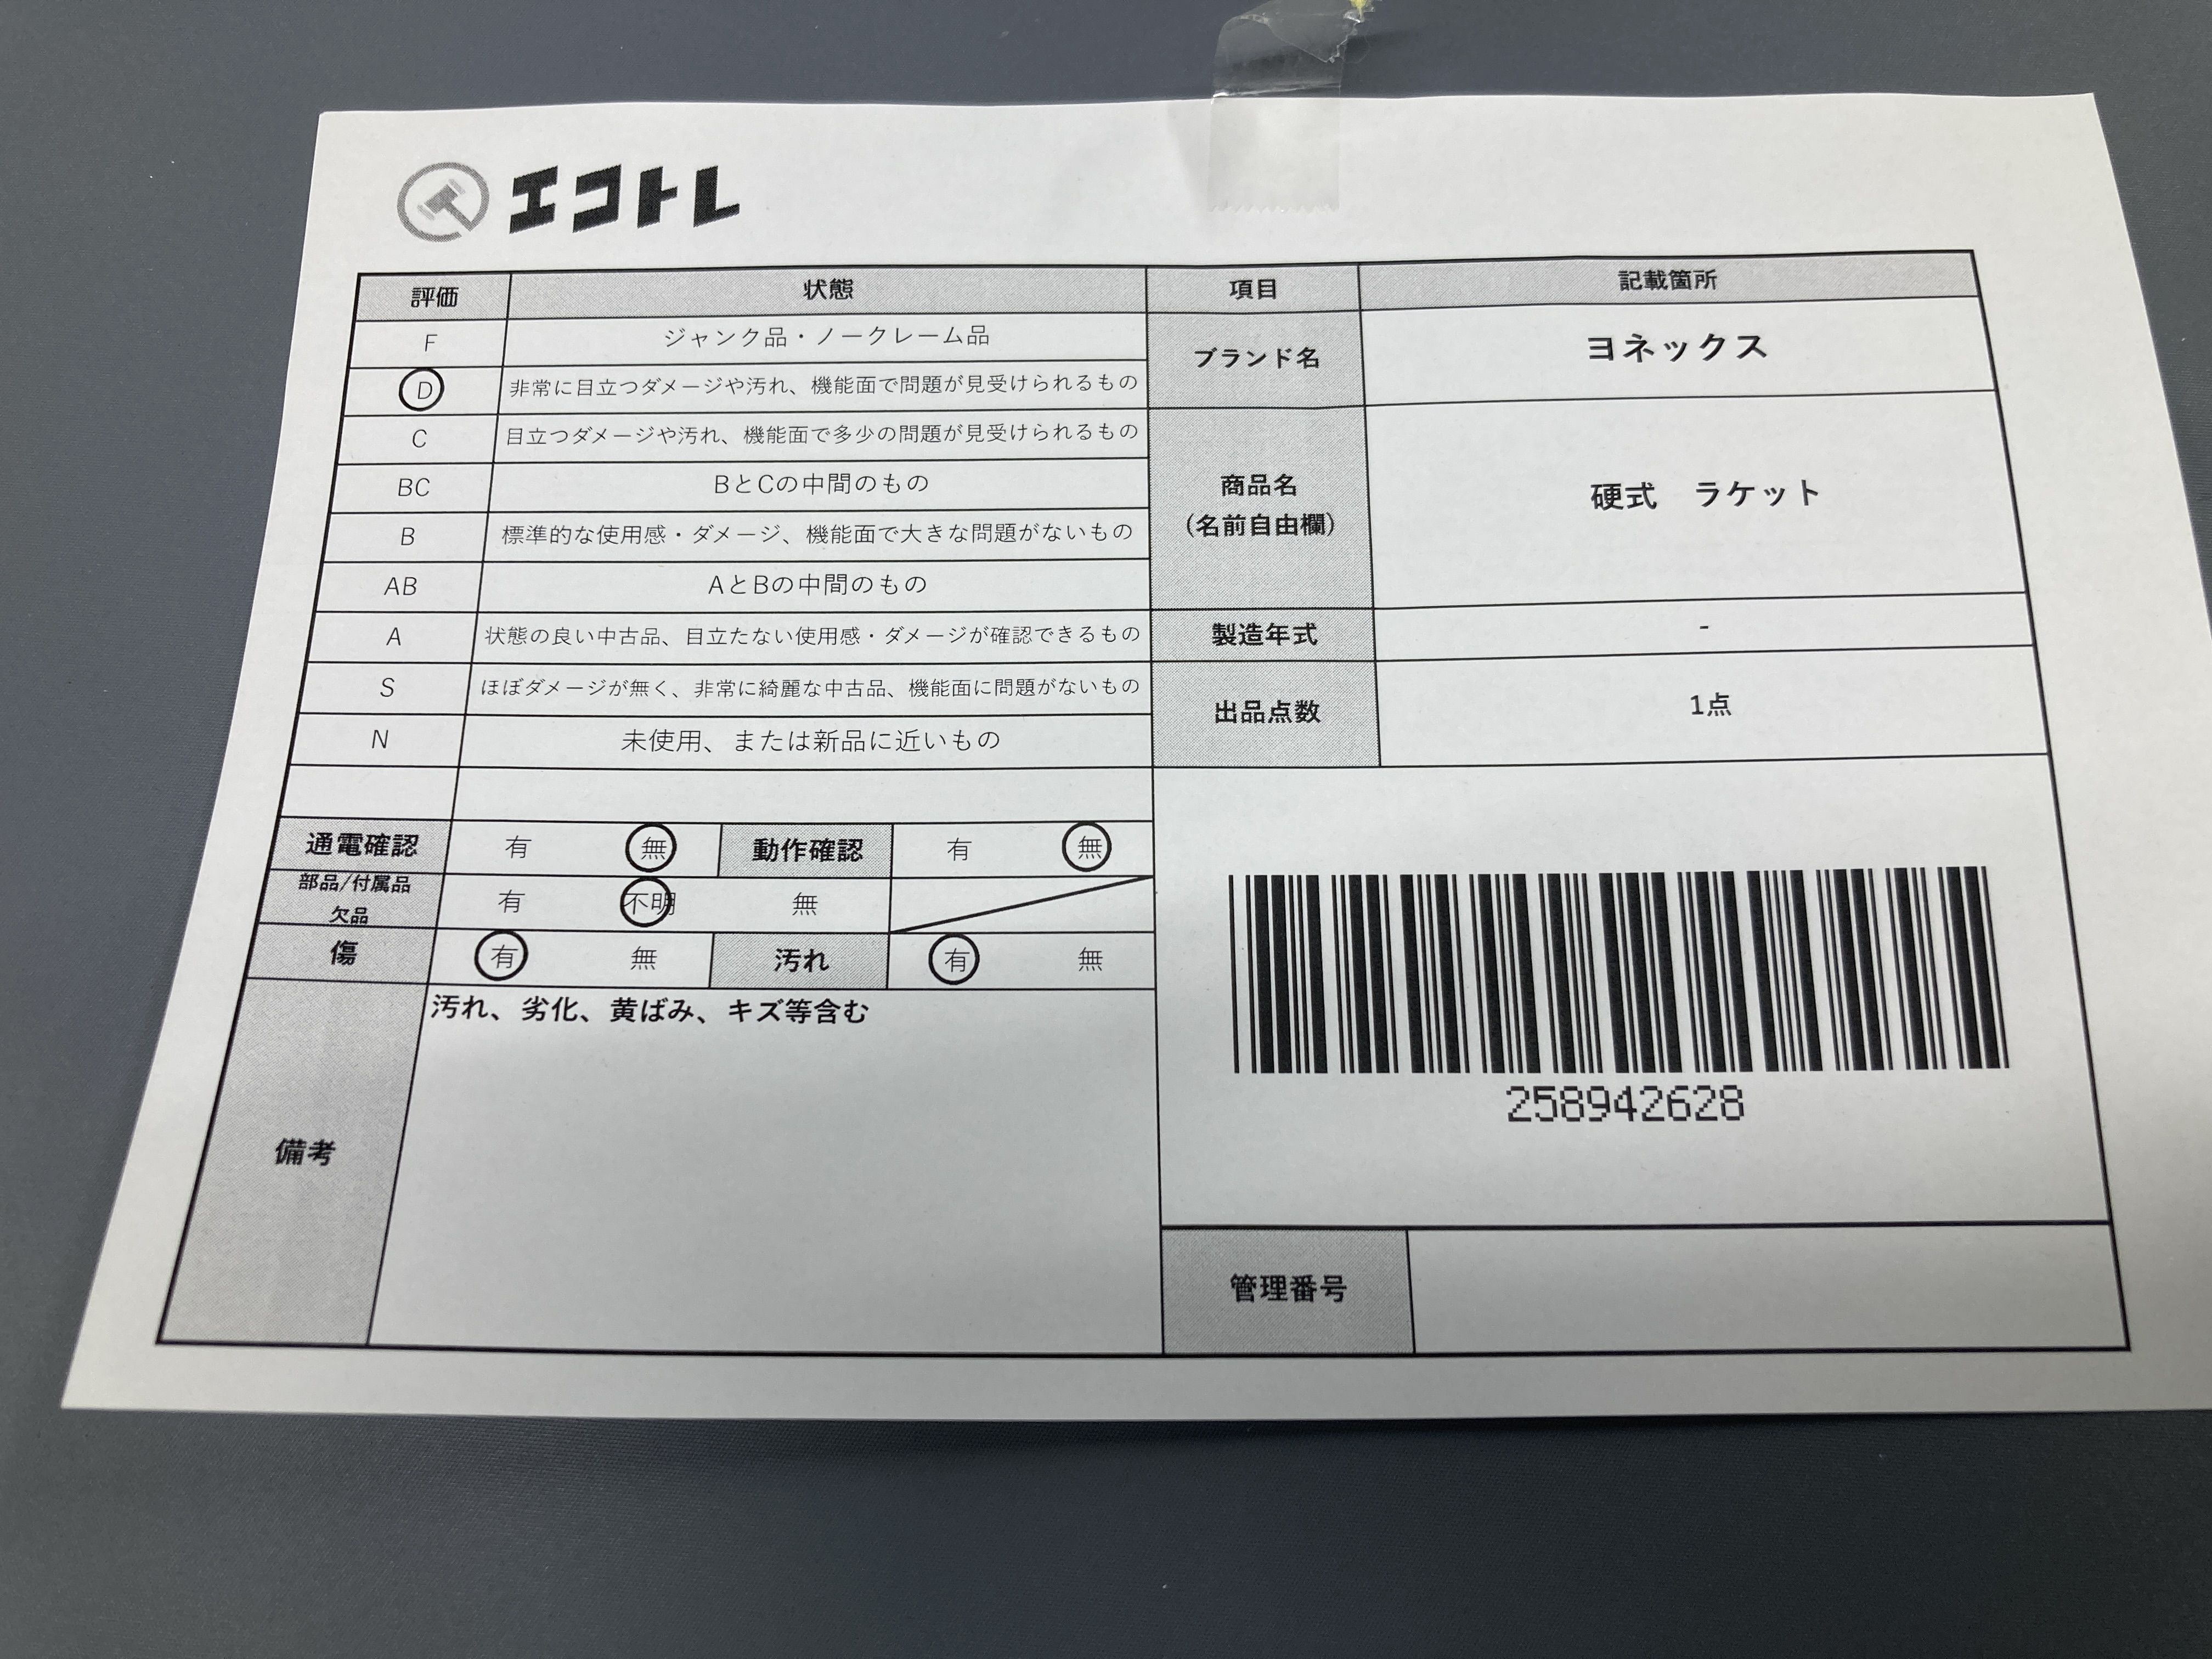 エコトレ
評価 状態 項目 記載箇所
F ジャンク品・ノークレーム品
D 非常に目立つダメージや汚れ、機能面で問題が見受けられるもの
C 目立つダメージや汚れ、機能面で多少の問題が見受けられるもの
BC BとCの中間のもの
B 標準的な使用感・ダメージ、機能面で大きな問題がないもの
AB AとBの中間のもの
A 状態の良い中古品、目立たない使用感・ダメージが確認できるもの
S ほぼダメージが無く、非常に綺麗な中古品、機能面に問題がないもの
N 未使用、または新品に近いもの
ブランド名 ヨネックス
商品名
(名前自由欄)
硬式 ラケット
製造年式 -
出品点数 1点
通電確認 有 無 動作確認 有 無
部品/付属品
欠品
有 不明 無
傷 有 無 汚れ 有 無
備考
汚れ、劣化、黄ばみ、キズ等含む
258942628
管理番号